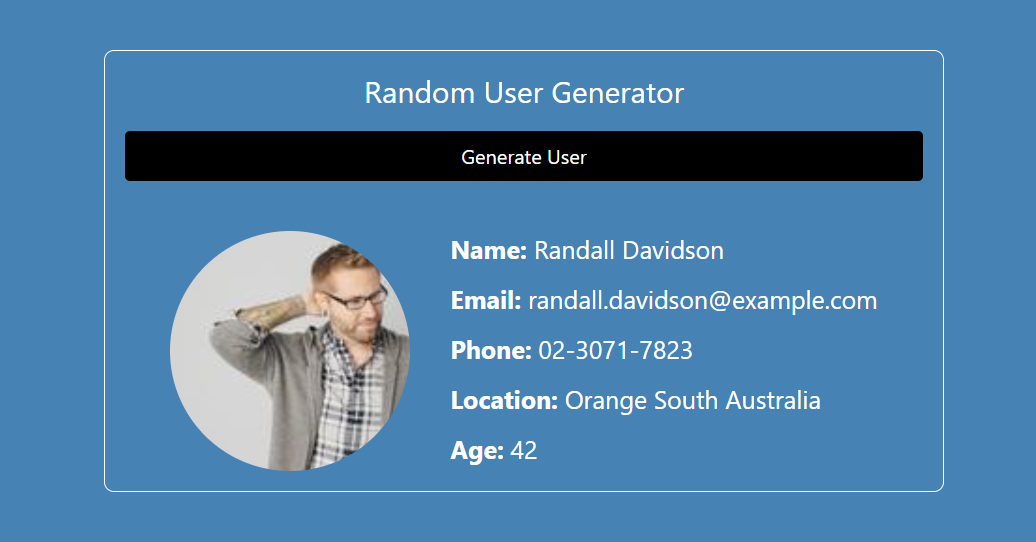 Random User Generator
Generate User
Name: Randall Davidson
Email: randall.davidson@example.com
Phone: 02-3071-7823
Location: Orange South Australia
Age: 42